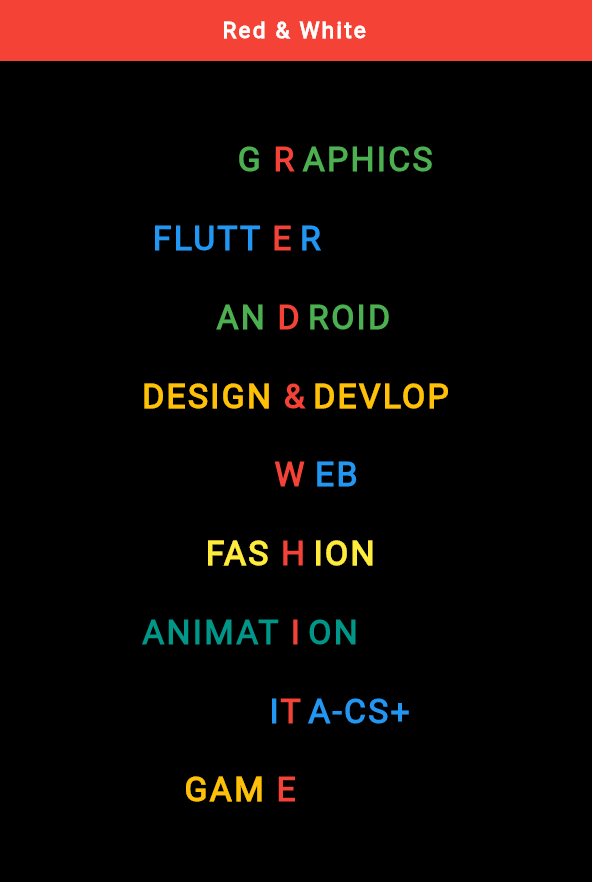 Red & White
G R APHICS
FLUTT E R
AN D ROID
DESIGN & DEVLOP
W EB
FAS H ION
ANIMAT I ON
IT A-CS+
GAM E